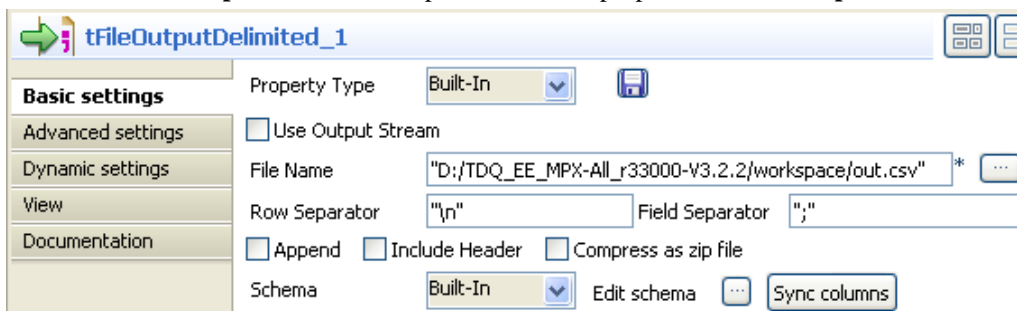 tFileOutputDelimited_1
Basic settings
Property Type Built-In
Advanced settings
Use Output Stream
Dynamic settings
File Name "D:/TDQ_EE_MPX-All_r33000-V3.2.2/workspace/out.csv" * ...
View
Row Separator "\n" Field Separator ";"
Documentation
Append Include Header Compress as zip file
Schema Built-In Edit schema ... Sync columns